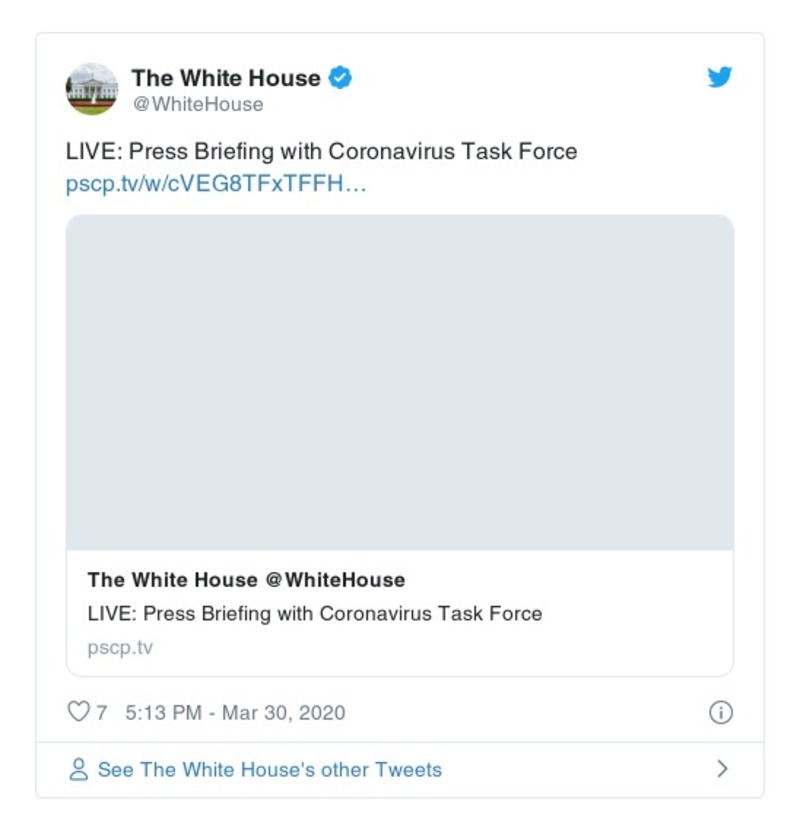 The White House
@WhiteHouse
LIVE: Press Briefing with Coronavirus Task Force
pscp.tv/w/cVEG8TFxTFFH…
The White House @WhiteHouse
LIVE: Press Briefing with Coronavirus Task Force
pscp.tv
7 5:13 PM - Mar 30, 2020
See The White House's other Tweets